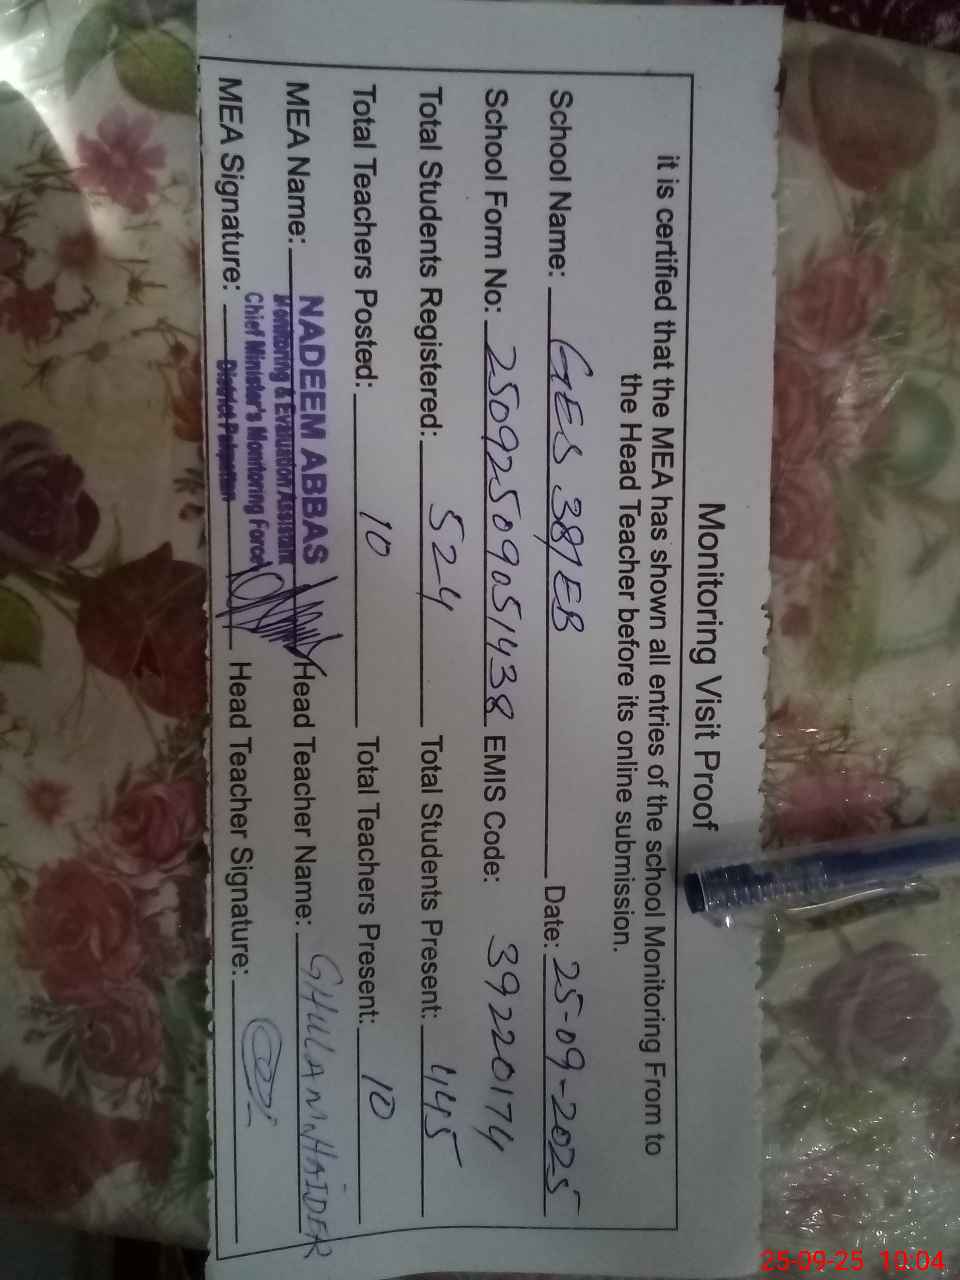 Monitoring Visit Proof
it is certified that the MEA has shown all entries of the school Monitoring From to
the Head Teacher before its online submission.
School Name: GES 38/EB Date: 25-09-2025
School Form No: 25092509051438 EMIS Code: 39220174
Total Students Registered: 524 Total Students Present: 445
Total Teachers Posted: 10 Total Teachers Present: 10
MEA Name: NADEEM ABBAS Head Teacher Name: GHULAM HAIDER
Monitoring & Evaluation Assistant
Chief Minister's Monitoring Force
MEA Signature: District Pakpattan Head Teacher Signature:
25-09-25 10:04